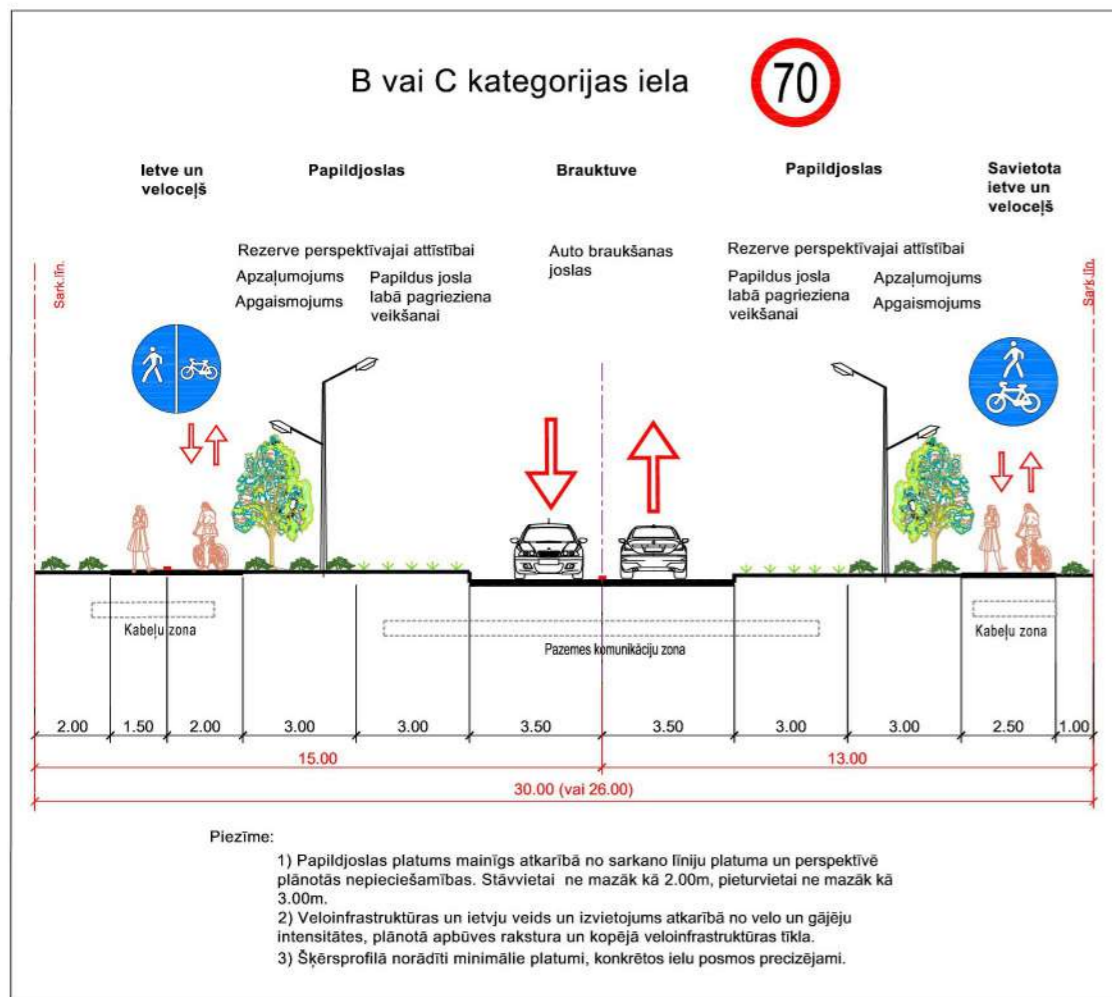 B vai C kategorijas iela
70
Ietve un
veloceļš
Papildjoslas
Brauktuve
Papildjoslas
Savietota
ietve un
veloceļš
Rezerve perspektīvajai attīstībai
Apzaļumojums
Apgaismojums
Papildus josla
labā pagrieziena
veikšanai
Auto braukšanas
joslas
Rezerve perspektīvajai attīstībai
Papildus josla
labā pagrieziena
veikšanai
Apzaļumojums
Apgaismojums
Sark.līn.
Sark.līn.
Kabeļu zona
Pazemes komunikāciju zona
Kabeļu zona
2.00 1.50 2.00 3.00 3.00 3.50 3.50 3.00 3.00 2.50 1.00
15.00 13.00
30.00 (vai 26.00)
Piezīme:
1) Papildjoslas platums mainīgs atkarībā no sarkano līniju platuma un perspektīvē
plānotās nepieciešamības. Stāvvietai ne mazāk kā 2.00m, pieturvietai ne mazāk kā
3.00m.
2) Veloinfrastruktūras un ietvju veids un izvietojums atkarībā no velo un gājēju
intensitātes, plānotā apbūves rakstura un kopējā veloinfrastruktūras tīkla.
3) Šķērsprofilā norādīti minimālie platumi, konkrētos ielu posmos precizējami.